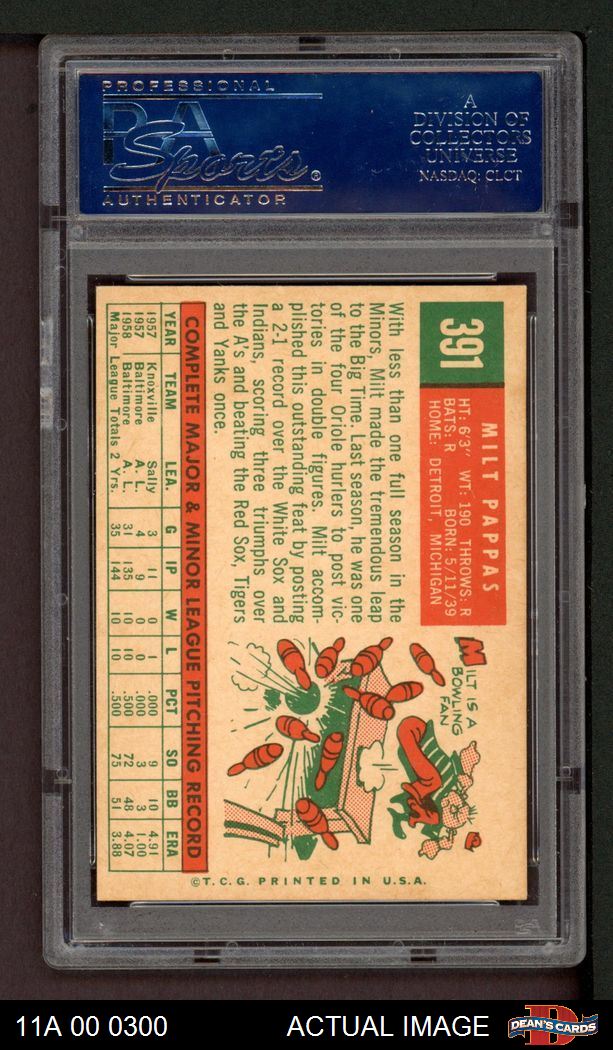 PROFESSIONAL
PSA
Sports®
AUTHENTICATOR
A
DIVISION OF
COLLECTORS
UNIVERSE
NASDAQ: CLCT
391
MILT PAPPAS
HT: 6'3" WT: 190 THROWS: R
BATS: R BORN: 5/11/39
HOME: DETROIT, MICHIGAN
With less than one full season in the
Minors, Milt made the tremendous leap
to the Big Time. Last season, he was one
of the four Oriole hurlers to post vic-
tories in double figures. Milt accom-
plished this outstanding feat by posting
a 2-1 record over the White Sox and
Indians, scoring three triumphs over
the A's and beating the Red Sox, Tigers
and Yanks once.
MILT IS A
BOWLING
FAN
COMPLETE MAJOR & MINOR LEAGUE PITCHING RECORD
YEAR TEAM LEA. G IP W L PCT SO BB ERA
1957 Knoxville Sally 3 11 0 1 .000 9 10 4.91
1957 Baltimore A. L. 4 9 0 0 .000 3 3 1.00
1958 Baltimore A. L. 31 135 10 10 .500 72 48 4.07
Major League Totals 2 Yrs. 35 144 10 10 .500 75 51 3.88
©T.C.G. PRINTED IN U.S.A.
11A 00 0300
ACTUAL IMAGE
DEAN'S CARDS